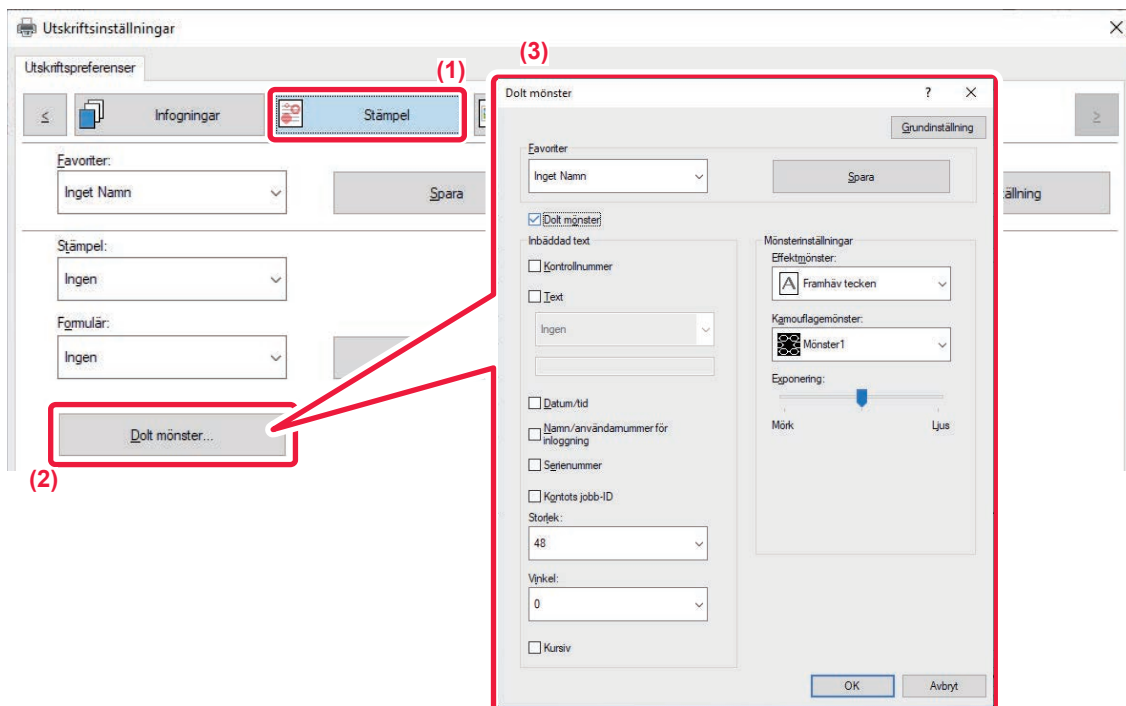 Utskriftsinställningar
Utskriftspreferenser
(1)
(3)
≤
Infogningar
Stämpel
≥
Favoriter:
Inget Namn
Spara
ällning
Stämpel:
Ingen
Formulär:
Ingen
Dolt mönster...
(2)
Dolt mönster
?
Grundinställning
Favoriter
Inget Namn
Spara
Dolt mönster
Inbäddad text
Kontrollnummer
Text
Ingen
Datum/tid
Namn/användarnummer för
inloggning
Serienummer
Kontots jobb-ID
Storlek:
48
Vinkel:
0
Kursiv
Mönsterinställningar
Effektmönster:
A Framhäv tecken
Kamouflagemönster:
Mönster1
Exponering:
Mörk Ljus
OK Avbryt